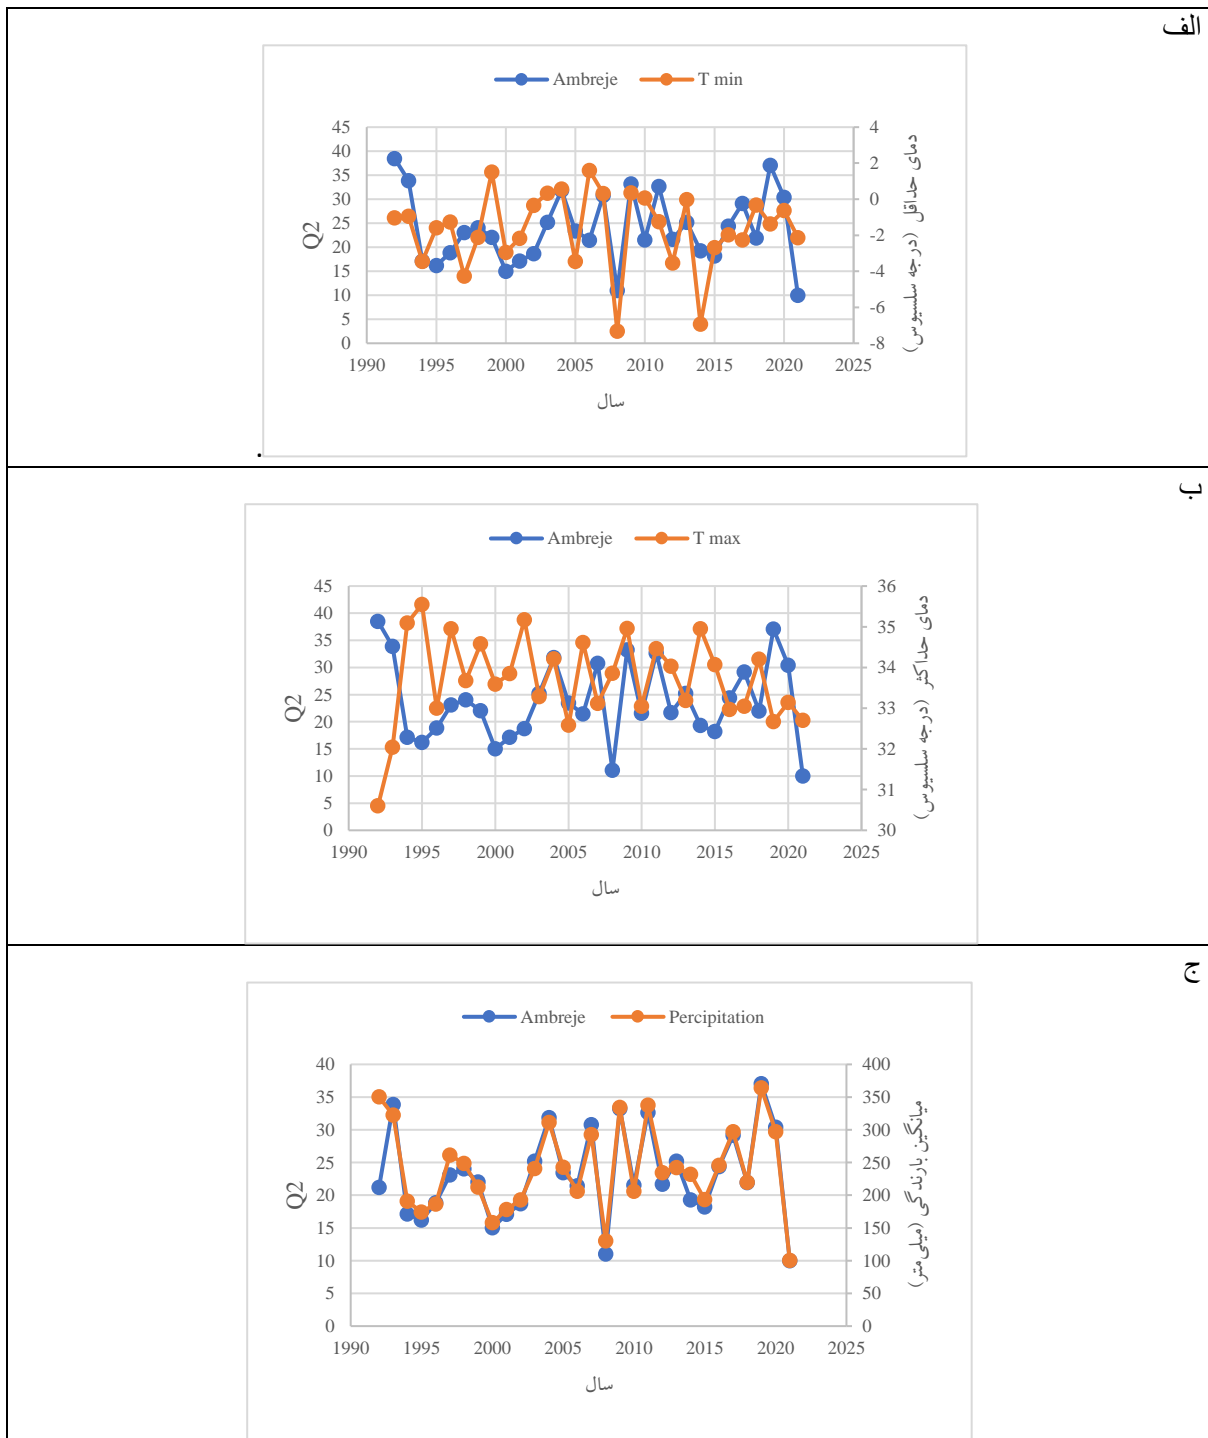 الف
Ambreje T min
45
40
35
30
25
20
15
10
5
0
Q2
4
2
0
-2
-4
-6
-8
دمای حداقل (درجه سلسیوس)
1990 1995 2000 2005 2010 2015 2020 2025
سال
ب
Ambreje T max
45
40
35
30
25
20
15
10
5
0
Q2
36
35
34
33
32
31
30
دمای حداکثر (درجه سلسیوس)
1990 1995 2000 2005 2010 2015 2020 2025
سال
ج
Ambreje Percipitation
40
35
30
25
20
15
10
5
0
Q2
400
350
300
250
200
150
100
50
0
میانگین بارندگی (میلی‌متر)
1990 1995 2000 2005 2010 2015 2020 2025
سال